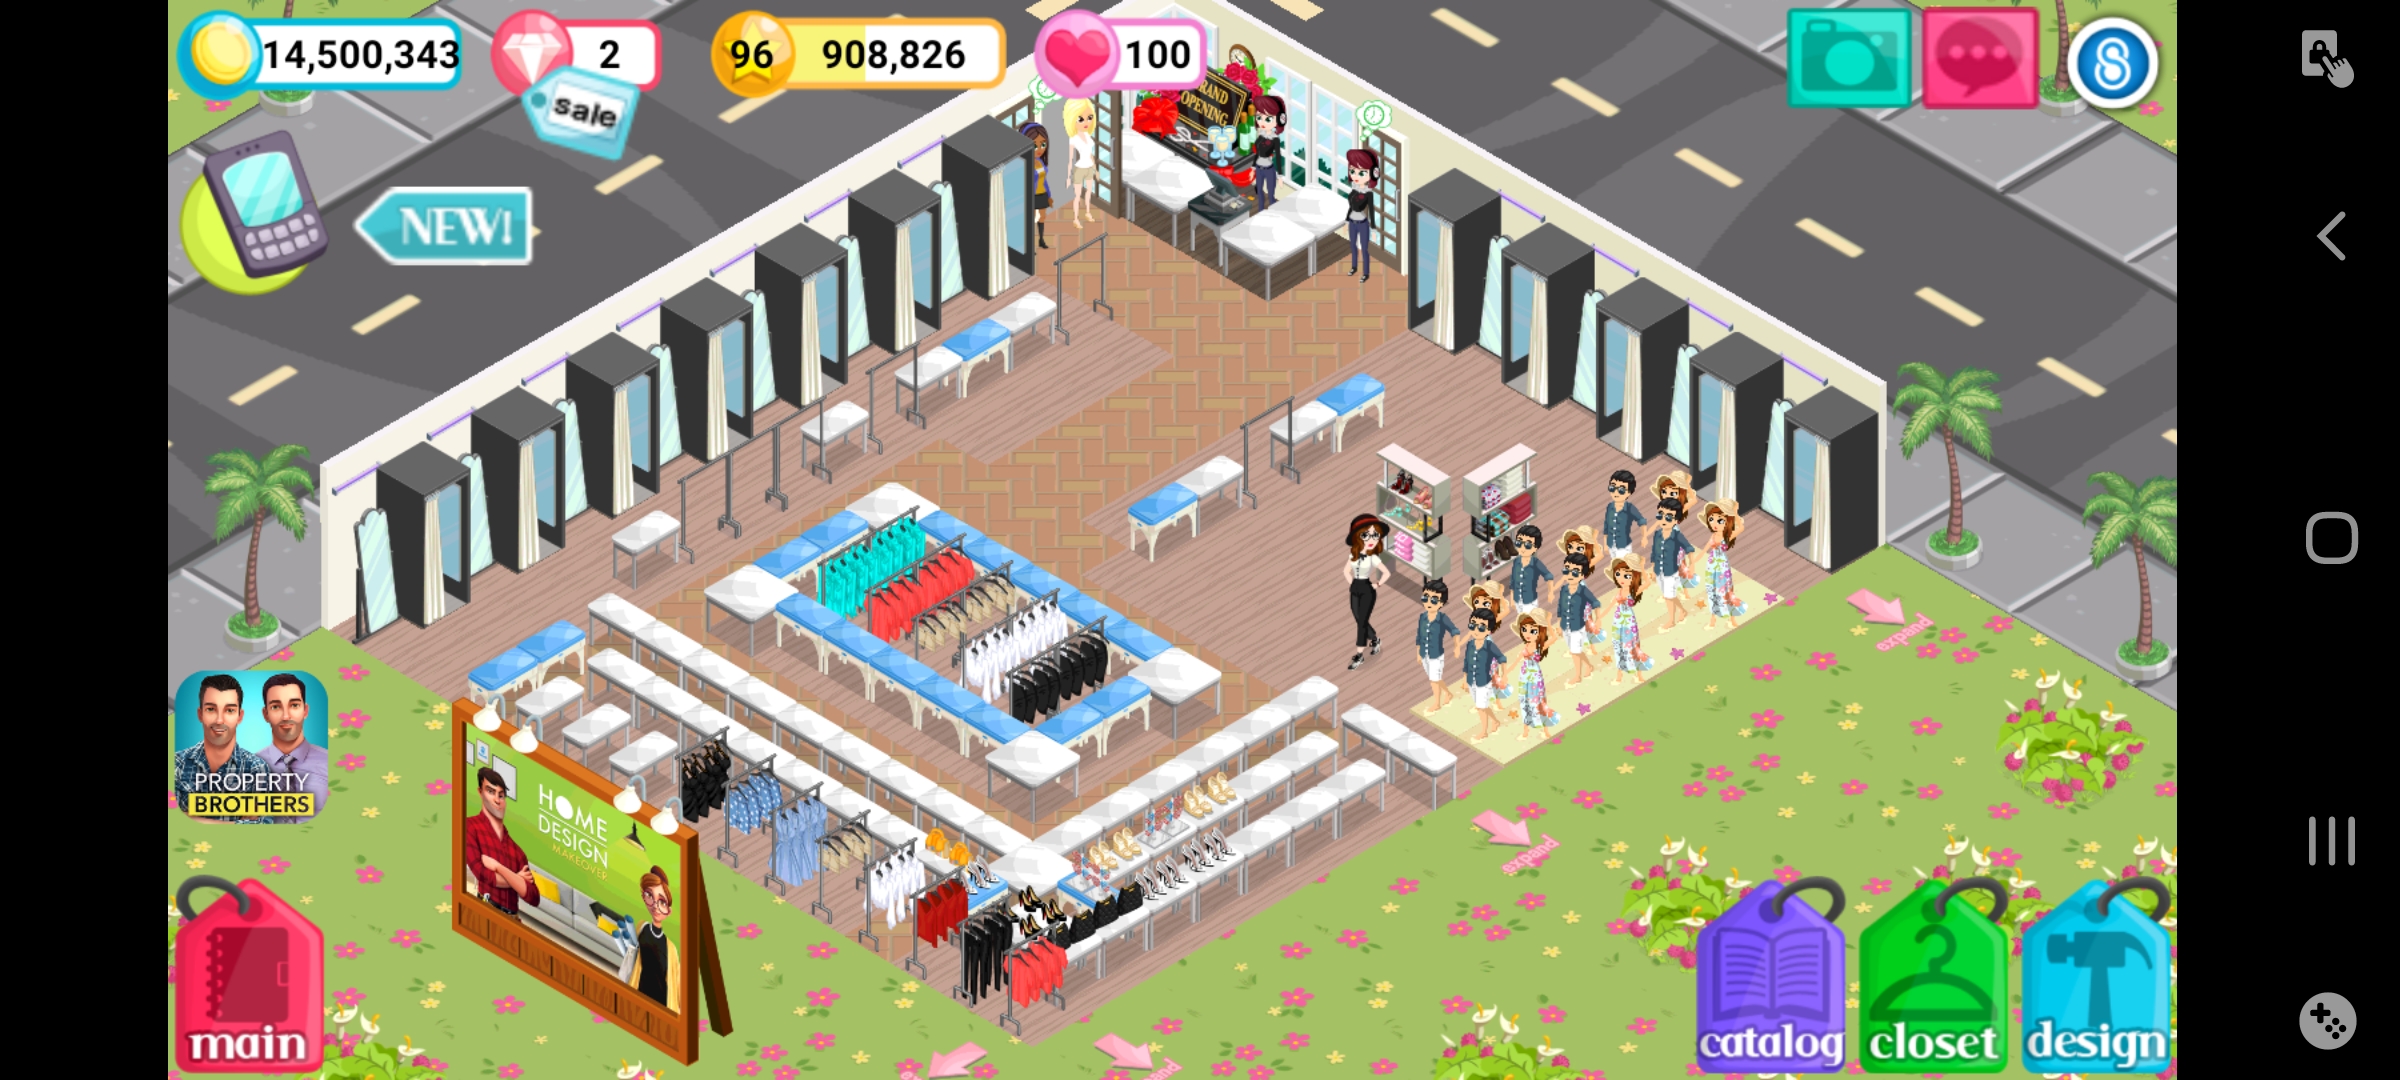 14,500,343
2
96
908,826
100
sale
GRAND
OPENING
NEW!
PROPERTY
BROTHERS
HOME
DESIGN
MAKEOVER
expand
expand
main
catalog
closet
design